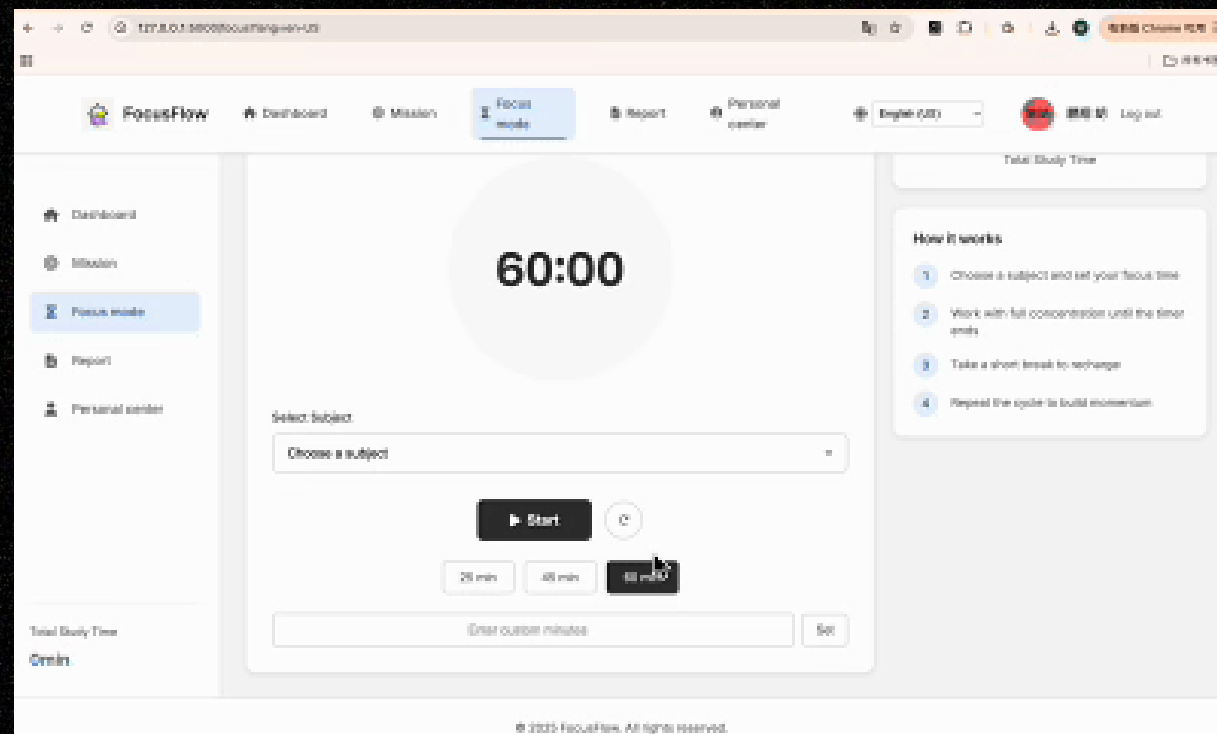 FocusFlow
Dashboard
Mission
Focus mode
Report
Personal center
English (US)
Log out
Dashboard
Mission
Focus mode
Report
Personal center
Total Study Time
0min
60:00
Select Subject
Choose a subject
Start
25 min
45 min
60 min
Enter custom minutes
Set
Total Study Time
How it works
1 Choose a subject and set your focus time
2 Work with full concentration until the timer
ends
3 Take a short break to recharge
4 Repeat the cycle to build momentum
© 2025 FocusFlow. All rights reserved.